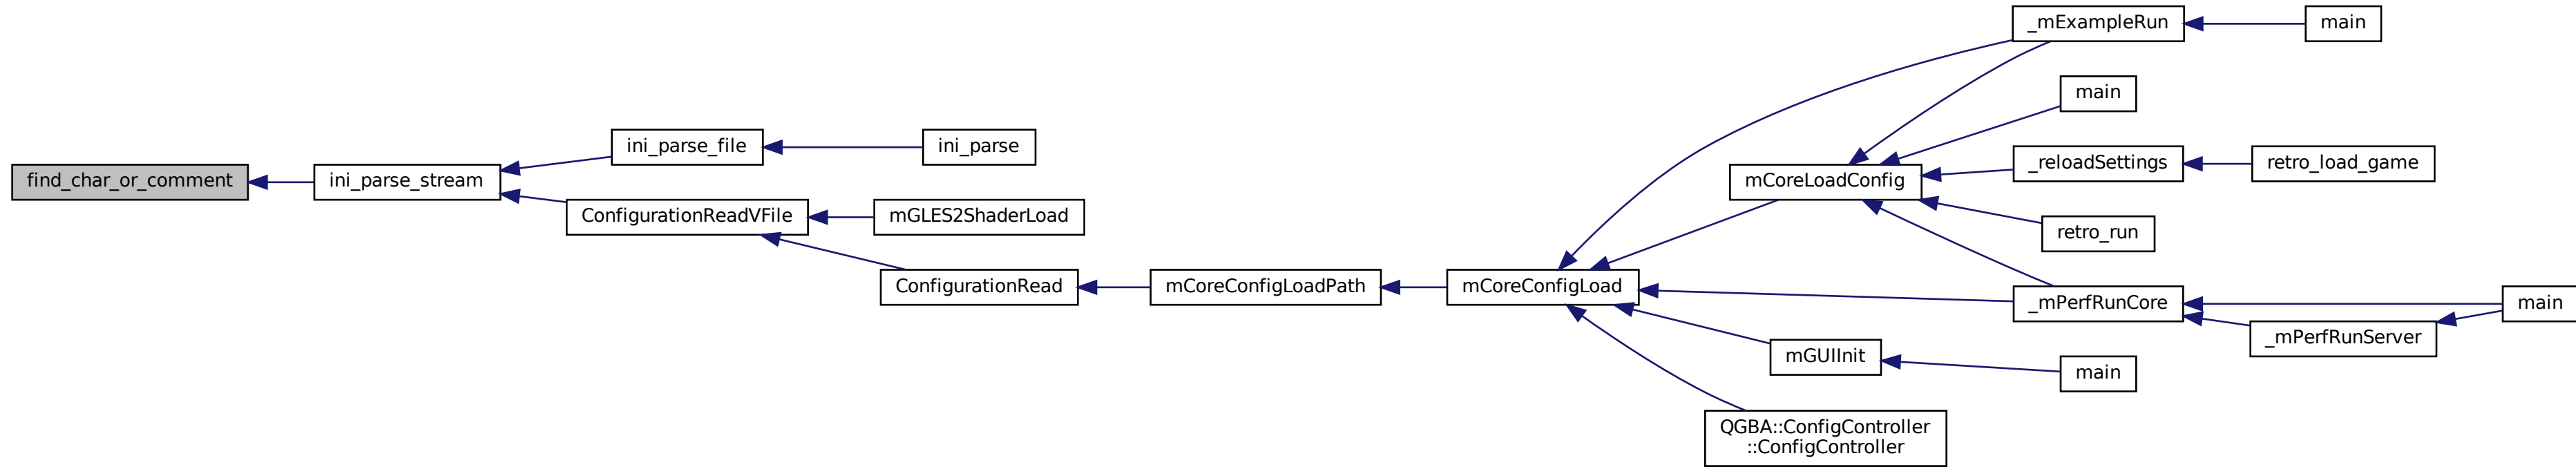 find_char_or_comment
ini_parse_stream
ini_parse_file
ini_parse
ConfigurationReadVFile
mGLES2ShaderLoad
ConfigurationRead
mCoreConfigLoadPath
mCoreConfigLoad
_mExampleRun
main
mCoreLoadConfig
main
_reloadSettings
retro_load_game
retro_run
_mPerfRunCore
main
_mPerfRunServer
mGUIInit
main
QGBA::ConfigController
::ConfigController